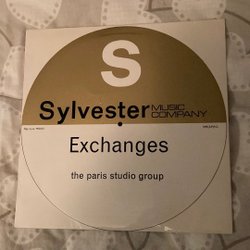 S
Sylvester
MUSIC
COMPANY
Exchanges
the paris studio group